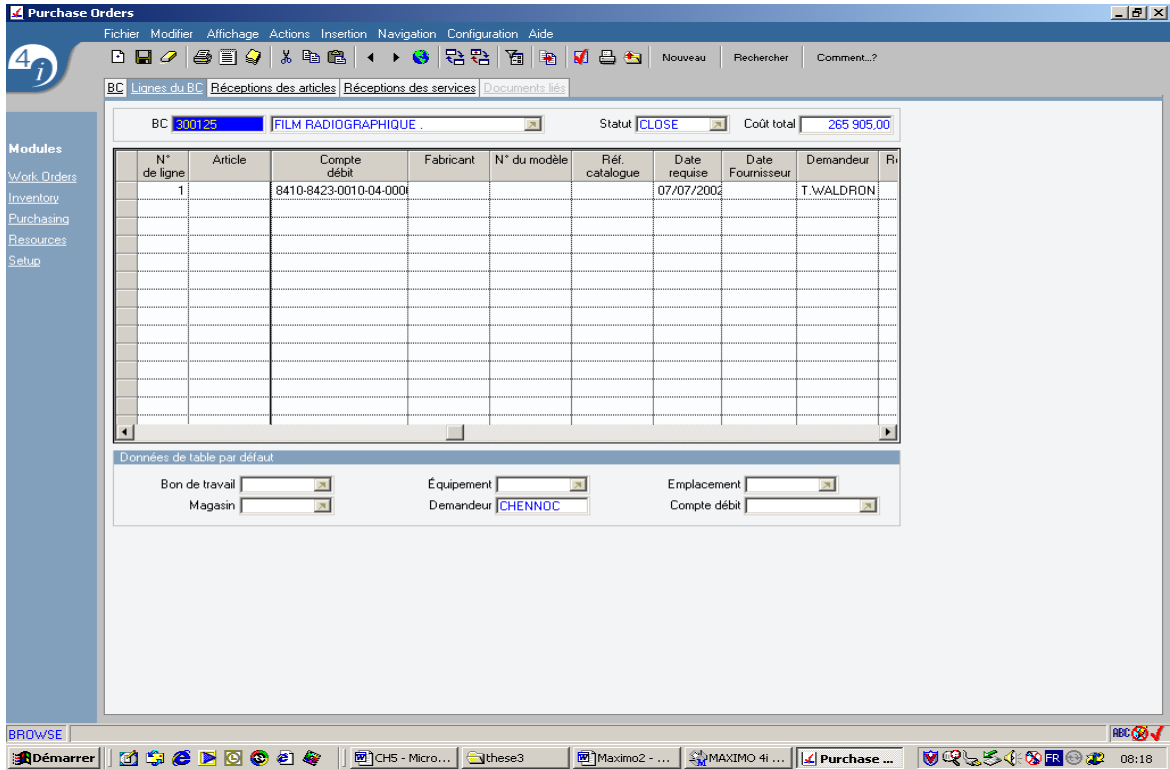 Purchase Orders
Fichier Modifier Affichage Actions Insertion Navigation Configuration Aide
4i
Nouveau Rechercher Comment...?
BC Lignes du BC Réceptions des articles Réceptions des services Documents liés
BC 300125 FILM RADIOGRAPHIQUE . Statut CLOSE Coût total 265 905,00
Modules
Work Orders
Inventory
Purchasing
Resources
Setup
N° de ligne Article Compte débit Fabricant N° du modèle Réf. catalogue Date requise Date Fournisseur Demandeur
1 8410-8423-0010-04-000 07/07/2002 T.WALDRON
Données de table par défaut
Bon de travail Équipement Emplacement
Magasin Demandeur CHENNOC Compte débit
BROWSE ABC
Démarrer CH5 - Micro... these3 Maximo2 - ... MAXIMO 4i ... Purchase ... FR 08:18